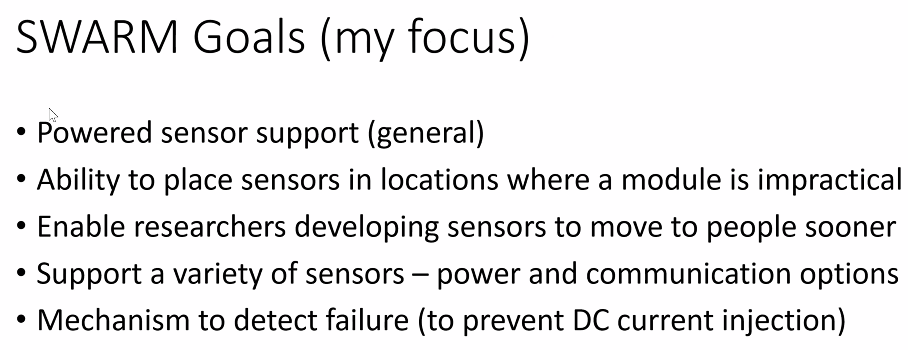 SWARM Goals (my focus)
• Powered sensor support (general)
• Ability to place sensors in locations where a module is impractical
• Enable researchers developing sensors to move to people sooner
• Support a variety of sensors – power and communication options
• Mechanism to detect failure (to prevent DC current injection)